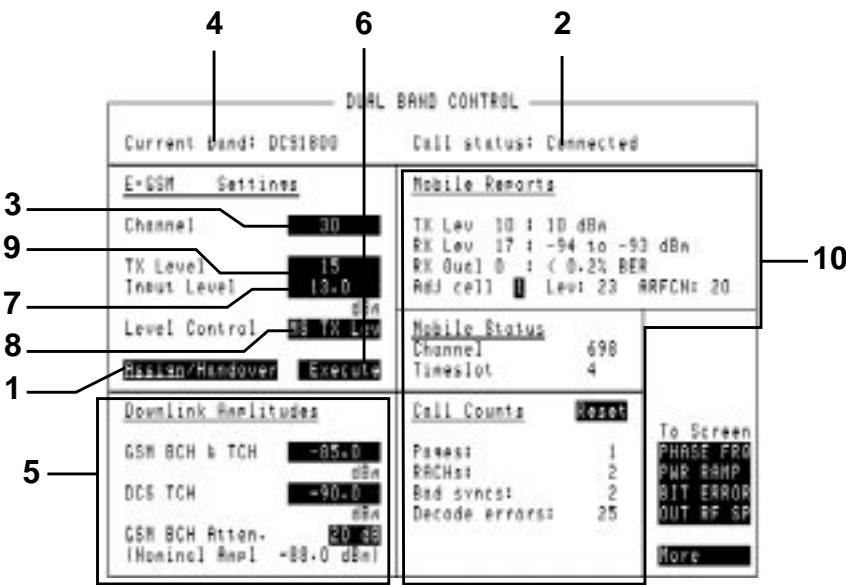 4 6 2
DUAL BAND CONTROL
Current band: DCS1800 Call status: Connected
E-GSM Settings
3
Channel 30
9
TX Level 15
7
Input Level 13.0
dBm
8
Level Control MS TX Lev
1
Assign/Handover Execute
Mobile Reports
TX Lev 10 : 10 dBm
RX Lev 17 : -94 to -93 dBm
RX Qual 0 : < 0.2% BER
Adj cell 1 Lev: 23 ARFCN: 20
10
Mobile Status
Channel 698
Timeslot 4
5
Downlink Amplitudes
GSM BCH & TCH -85.0
dBm
DCS TCH -90.0
dBm
GSM BCH Atten. 20 dB
(Nominal Ampl -88.0 dBm)
Call Counts Reset
Pages: 1
RACHs: 2
Bad syncs: 2
Decode errors: 25
To Screen
PHASE FRQ
PWR RAMP
BIT ERROR
OUT RF SP
More